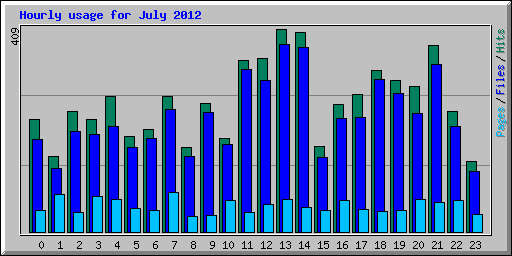 Hourly usage for July 2012
409
Pages/Files/Hits
0 1 2 3 4 5 6 7 8 9 10 11 12 13 14 15 16 17 18 19 20 21 22 23